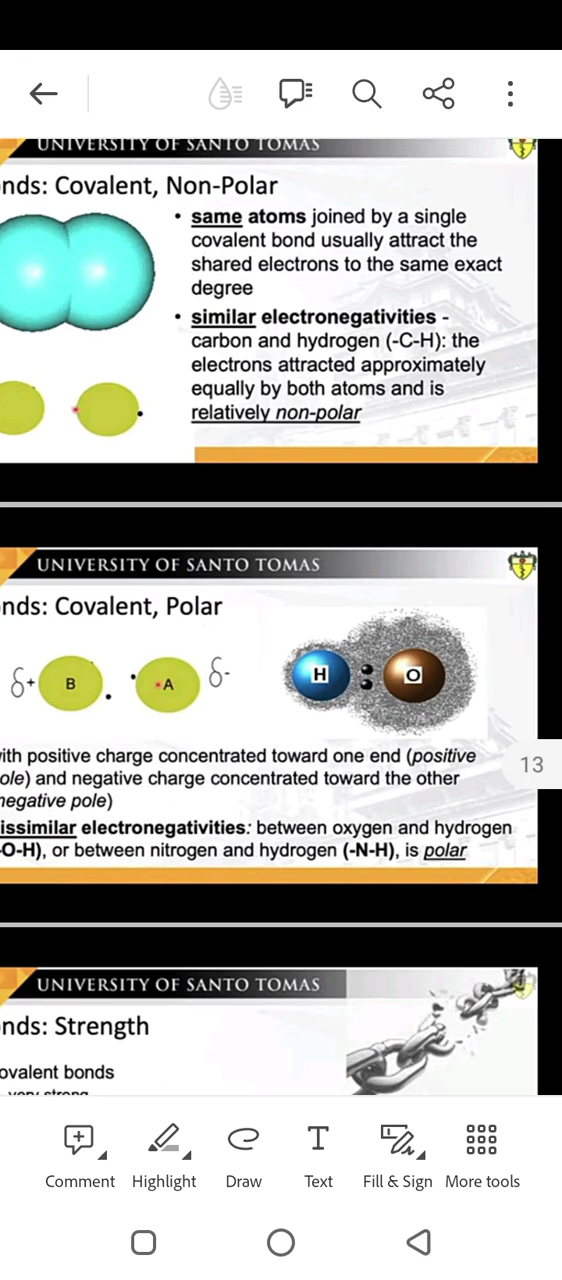 UNIVERSITY OF SANTO TOMAS
nds: Covalent, Non-Polar
• same atoms joined by a single
covalent bond usually attract the
shared electrons to the same exact
degree
• similar electronegativities -
carbon and hydrogen (-C-H): the
electrons attracted approximately
equally by both atoms and is
relatively non-polar
UNIVERSITY OF SANTO TOMAS
nds: Covalent, Polar
δ+ B A δ-
H O
ith positive charge concentrated toward one end (positive
ole) and negative charge concentrated toward the other
negative pole)
issimilar electronegativities: between oxygen and hydrogen
O-H), or between nitrogen and hydrogen (-N-H), is polar
13
UNIVERSITY OF SANTO TOMAS
nds: Strength
ovalent bonds
very strong
Comment Highlight Draw Text Fill & Sign More tools